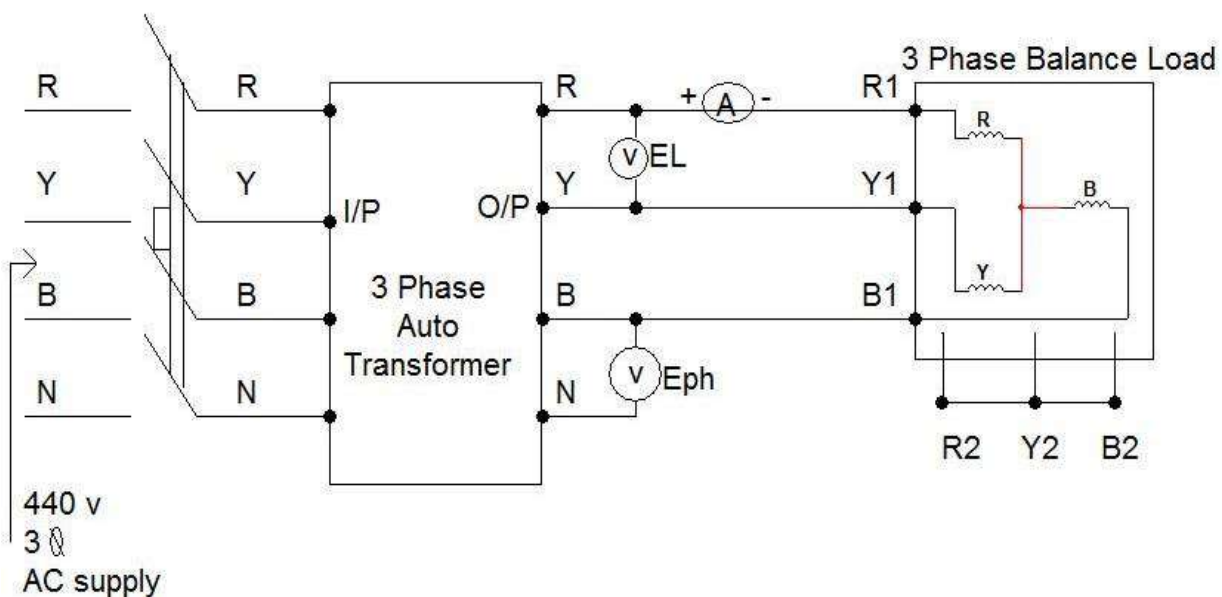 3 Phase Balance Load
R
R
R
+
A
-
R1
R
V
EL
Y
Y
Y
Y1
B
I/P
O/P
Y
B
B
3 Phase
Auto
Transformer
B
B1
V
Eph
N
N
N
R2
Y2
B2
440 v
3 Ø
AC supply